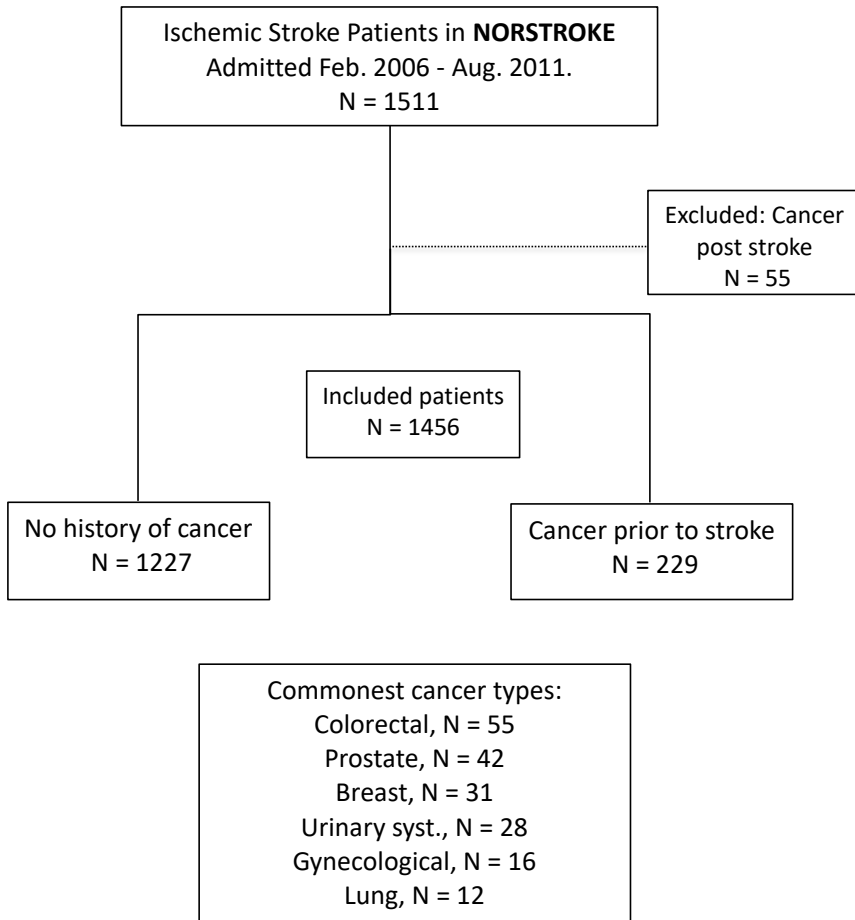 Ischemic Stroke Patients in NORSTROKE
Admitted Feb. 2006 - Aug. 2011.
N = 1511
Excluded: Cancer
post stroke
N = 55
Included patients
N = 1456
No history of cancer
N = 1227
Cancer prior to stroke
N = 229
Commonest cancer types:
Colorectal, N = 55
Prostate, N = 42
Breast, N = 31
Urinary syst., N = 28
Gynecological, N = 16
Lung, N = 12